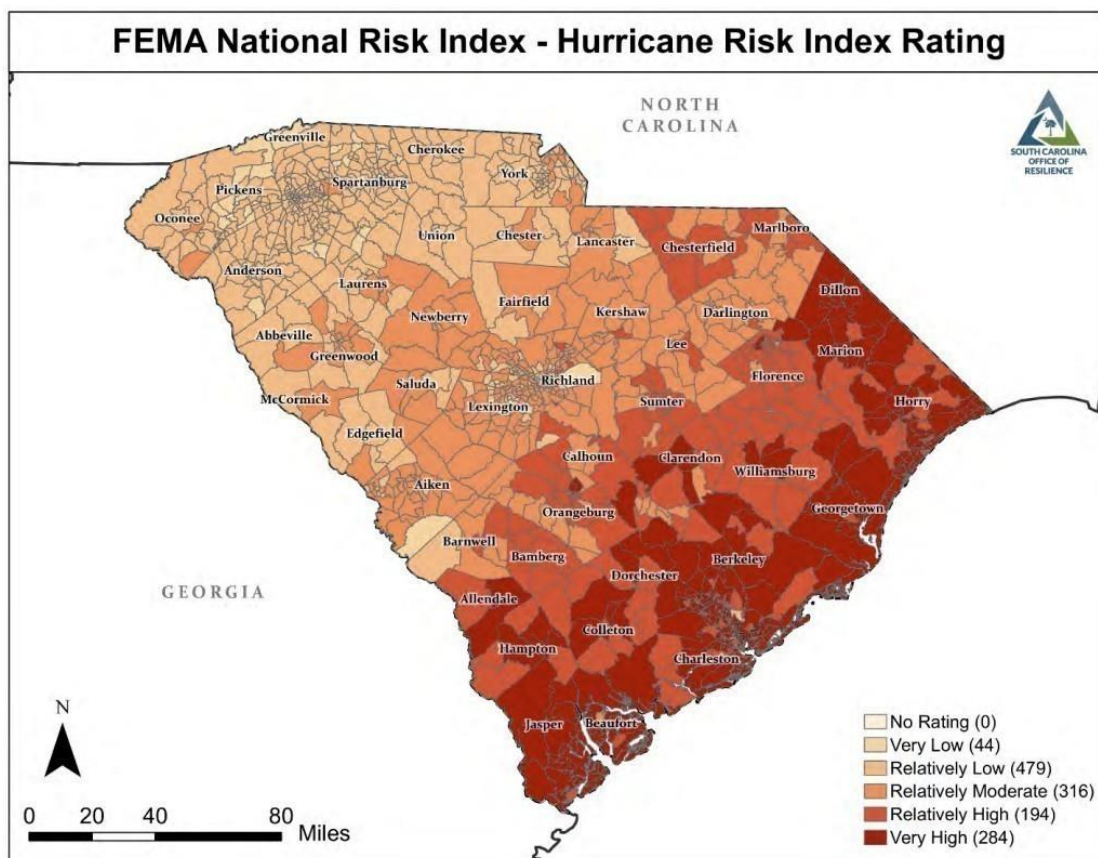 FEMA National Risk Index - Hurricane Risk Index Rating
NORTH
CAROLINA
SOUTH CAROLINA
OFFICE OF
RESILIENCE
Greenville
Cherokee
York
Spartanburg
Pickens
Oconee
Union
Chester
Lancaster
Marlboro
Chesterfield
Anderson
Laurens
Dillon
Fairfield
Kershaw
Darlington
Newberry
Abbeville
Lee
Marion
Greenwood
Florence
Saluda
Richland
McCormick
Lexington
Sumter
Horry
Edgefield
Calhoun
Clarendon
Williamsburg
Aiken
Orangeburg
Georgetown
Barnwell
Bamberg
Berkeley
Dorchester
GEORGIA
Allendale
Colleton
Hampton
Charleston
Jasper
Beaufort
N
No Rating (0)
Very Low (44)
Relatively Low (479)
Relatively Moderate (316)
Relatively High (194)
Very High (284)
0 20 40 80
Miles